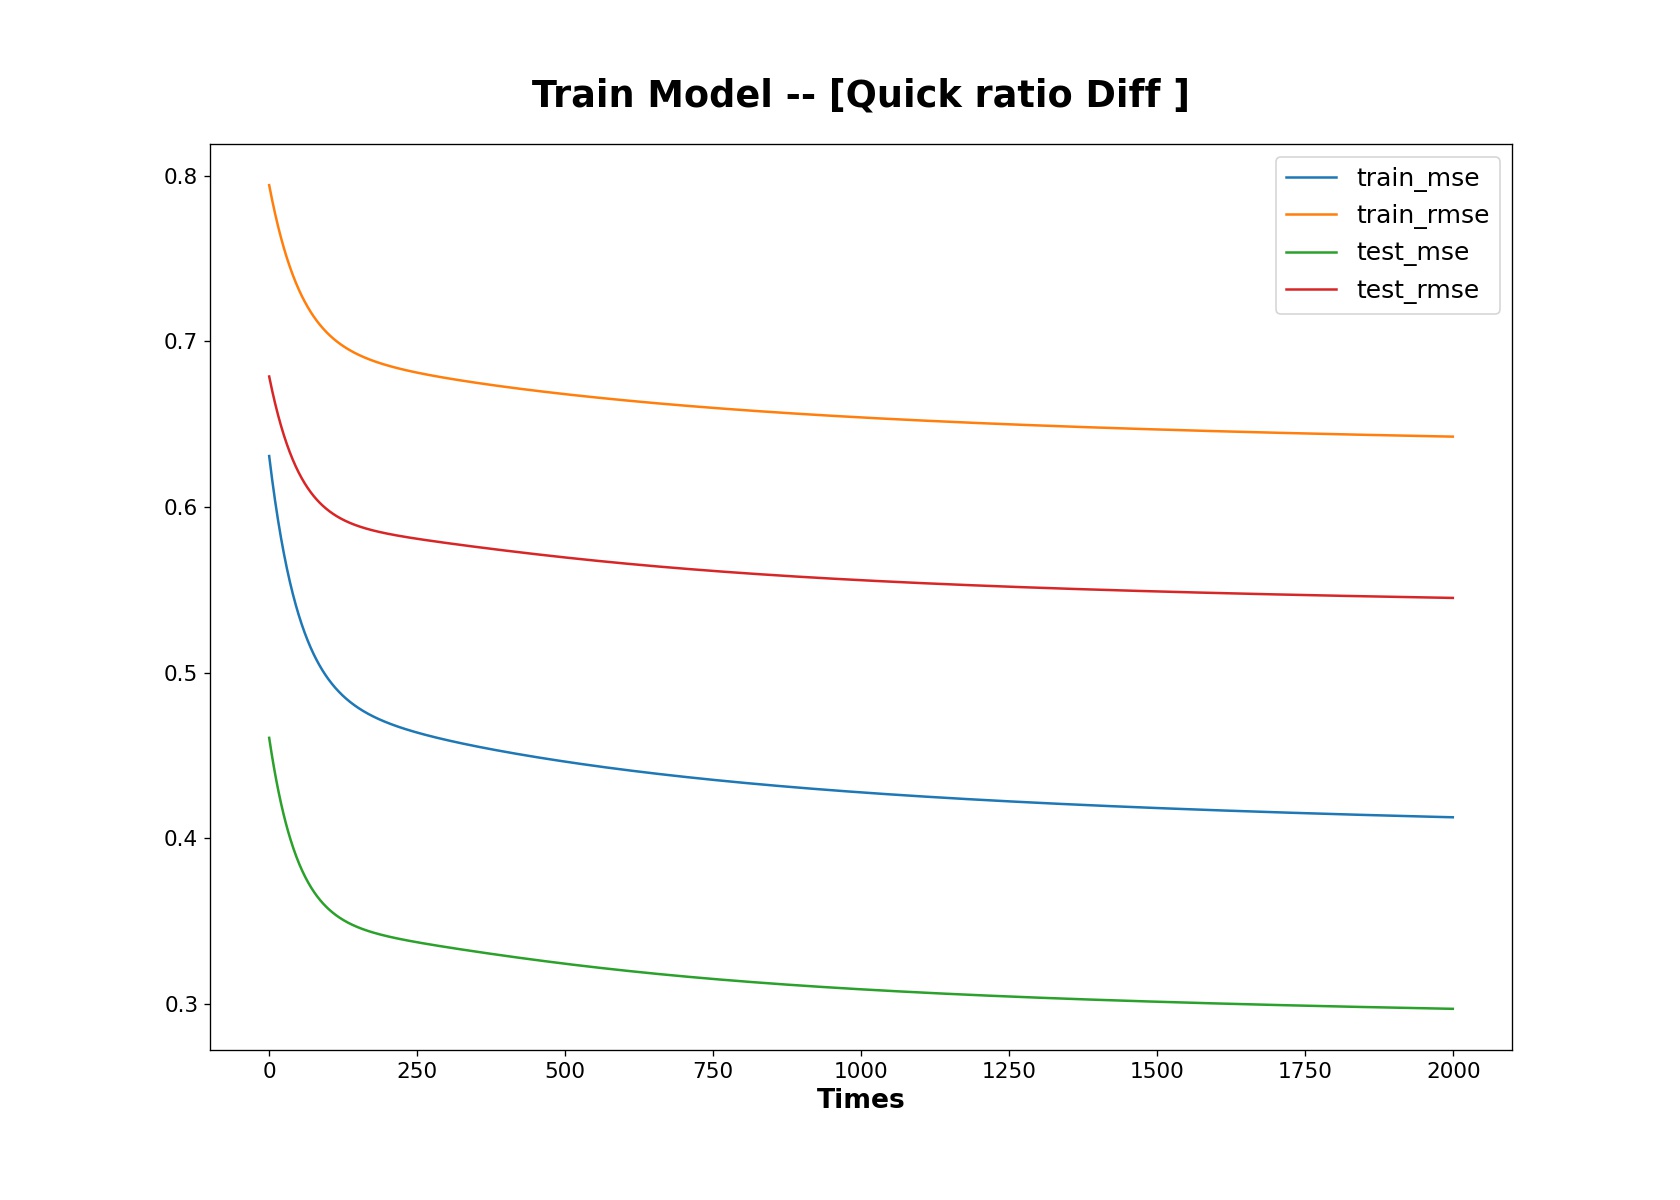 Train Model -- [Quick ratio Diff ]
train_mse
train_rmse
test_mse
test_rmse
0.8
0.7
0.6
0.5
0.4
0.3
0 250 500 750 1000 1250 1500 1750 2000
Times